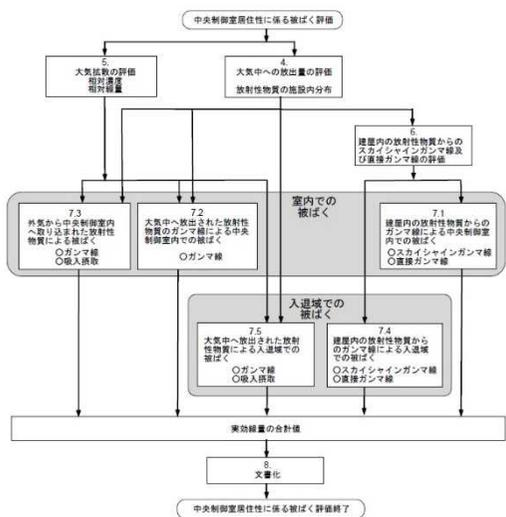 中央制御室居住性に係る被ばく評価
5.
大気拡散の評価
相対濃度
相対線量
4.
大気中への放出量の評価
放射性物質の施設内分布
6.
建屋内の放射性物質からの
スカイシャインガンマ線及
び直接ガンマ線の評価
室内での
被ばく
7.3
外気から中央制御室内
へ取り込まれた放射性
物質による被ばく
○ガンマ線
○吸入摂取
7.2
大気中へ放出された放射性
物質のガンマ線による中央
制御室内での被ばく
○ガンマ線
7.1
建屋内の放射性物質からの
ガンマ線による中央制御室
内での被ばく
○スカイシャインガンマ線
○直接ガンマ線
入退域での
被ばく
7.5
大気中へ放出された放射
性物質による入退域での
被ばく
○ガンマ線
○吸入摂取
7.4
建屋内の放射性物質から
のガンマ線による入退域
での被ばく
○スカイシャインガンマ線
○直接ガンマ線
実効線量の合計値
8.
文書化
中央制御室居住性に係る被ばく評価終了